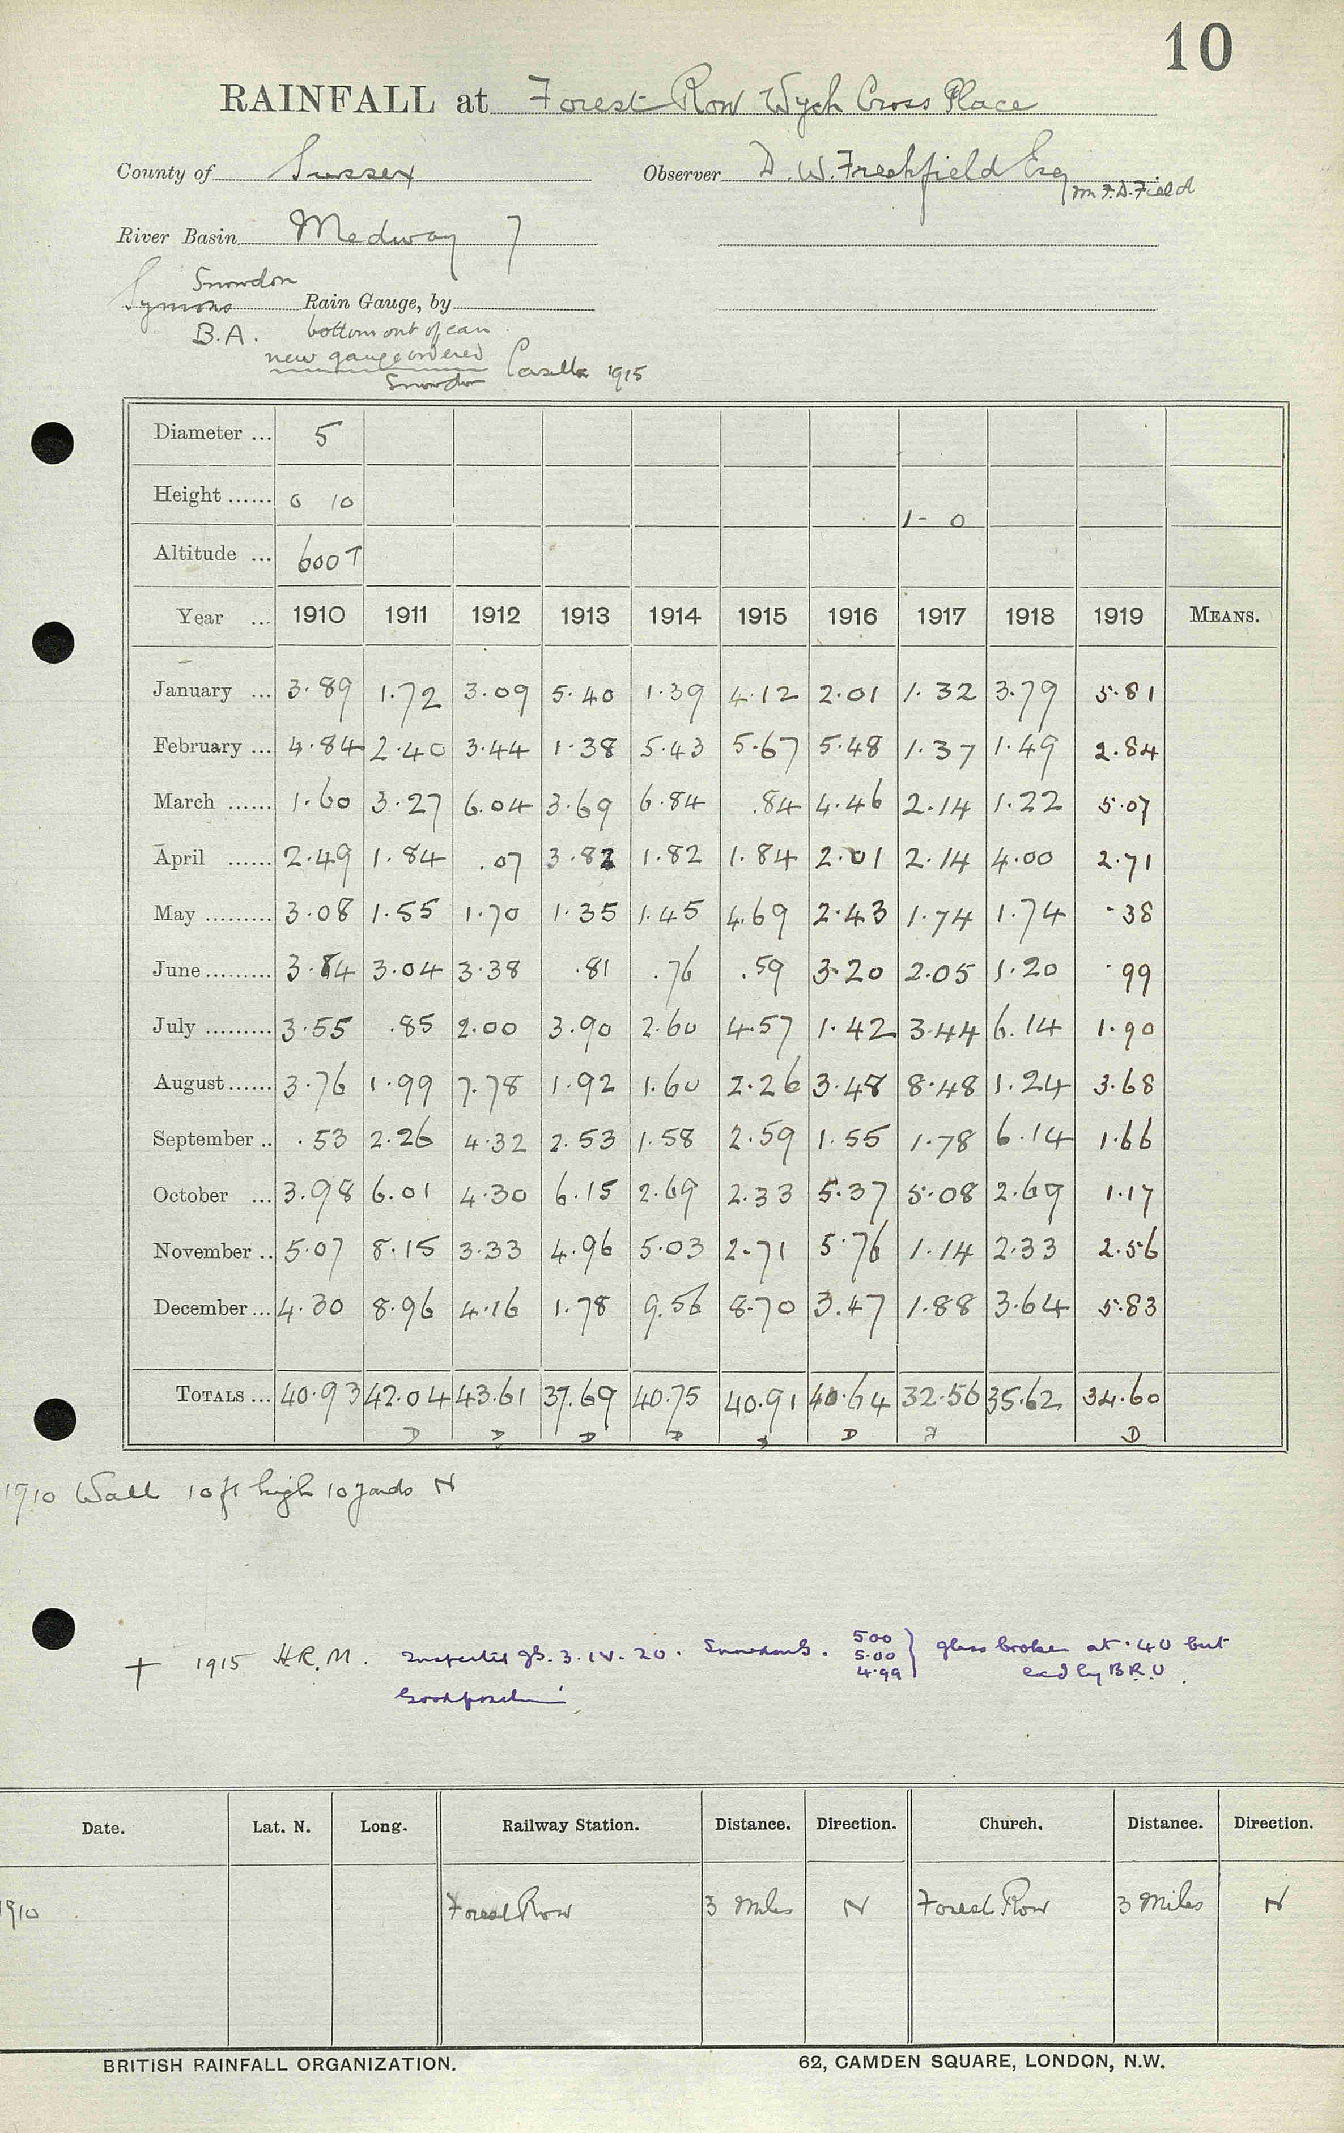 10
RAINFALL at Forest Row Wych Cross Place
County of Sussex Observer D. W. Freshfield Esq
m F. D. Field
River Basin Medway 7
Snowdon
Symons Rain Gauge, by
B.A. bottom out of can
new gauge ordered Casella 1915
Snowdon
Diameter ... 5
Height ...... 0 10 1-0
Altitude ... 600 T
Year ... 1910 1911 1912 1913 1914 1915 1916 1917 1918 1919 MEANS.
January ... 3.89 1.72 3.09 5.40 1.39 4.12 2.01 1.32 3.79 5.81
February ... 4.84 2.40 3.44 1.38 5.43 5.67 5.48 1.37 1.49 2.84
March ...... 1.60 3.27 6.04 3.69 6.84 .84 4.46 2.14 1.22 5.07
April ...... 2.49 1.84 .07 3.82 1.82 1.84 2.01 2.14 4.00 2.71
May ......... 3.08 1.55 1.70 1.35 1.45 4.69 2.43 1.74 1.74 .38
June ......... 3.84 3.04 3.38 .81 .76 .59 3.20 2.05 1.20 .99
July ......... 3.55 .85 2.00 3.90 2.60 4.57 1.42 3.44 6.14 1.90
August ...... 3.76 1.99 7.78 1.92 1.60 2.26 3.48 8.48 1.24 3.68
September .. .53 2.26 4.32 2.53 1.58 2.59 1.55 1.78 6.14 1.66
October ... 3.98 6.01 4.30 6.15 2.69 2.33 5.37 5.08 2.69 1.17
November .. 5.07 8.15 3.33 4.96 5.03 2.71 5.76 1.14 2.33 2.56
December ... 4.30 8.96 4.16 1.78 9.56 8.70 3.47 1.88 3.64 5.83
TOTALS ... 40.93 42.04 43.61 37.69 40.75 40.91 40.64 32.56 35.62 34.60
D D D D D D
1910 Wall 10 ft high 10 yards N
+ 1915 H.R.M. Inspected 3.IV.20. 5.00 } glass broken at .40 but
5.00
4.99 by B.R.O.
Good position
Date. Lat. N. Long. Railway Station. Distance. Direction. Church. Distance. Direction.
1910 Forest Row 3 Miles N Forest Row 3 Miles N
BRITISH RAINFALL ORGANIZATION. 62, CAMDEN SQUARE, LONDON, N.W.